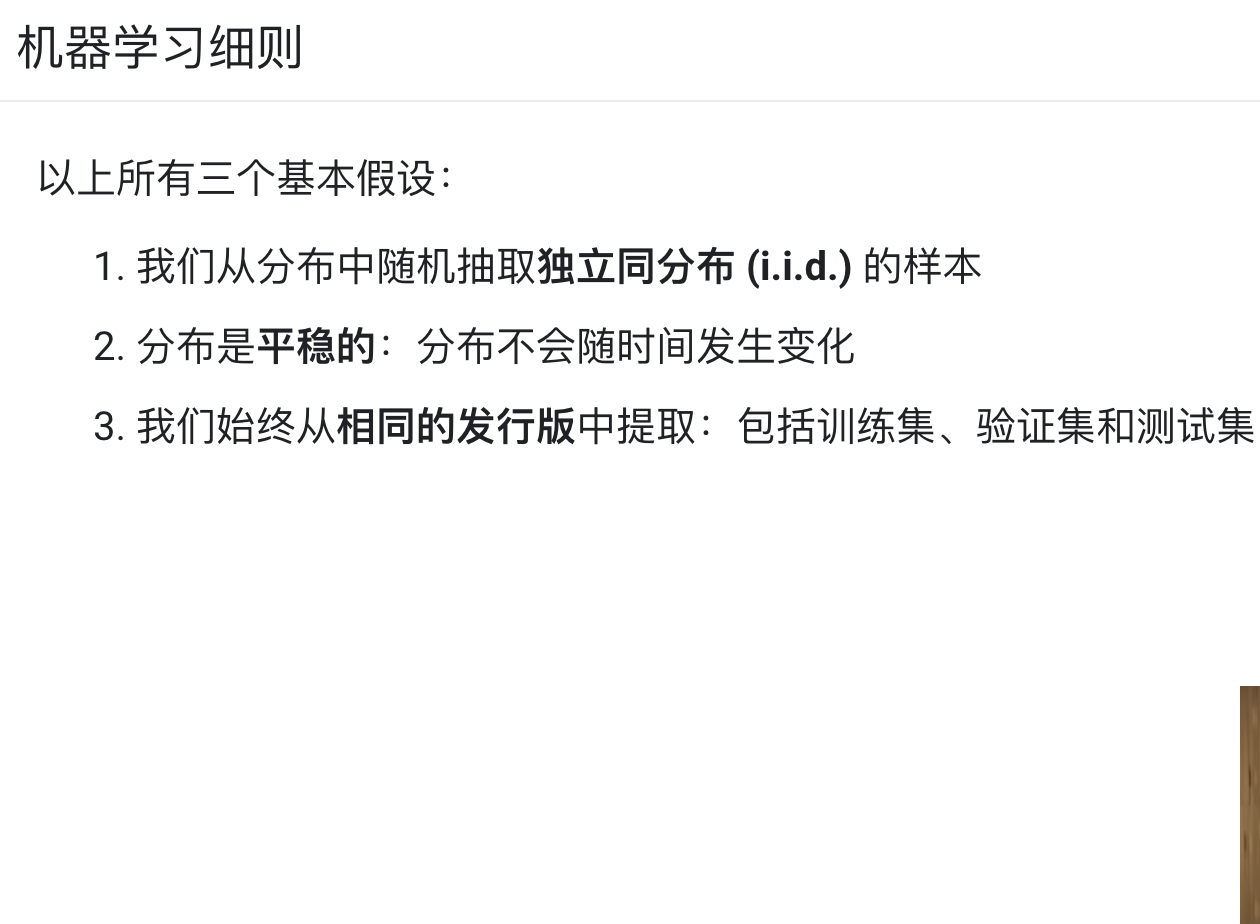 机器学习细则
以上所有三个基本假设：
1. 我们从分布中随机抽取独立同分布 (i.i.d.) 的样本
2. 分布是平稳的：分布不会随时间发生变化
3. 我们始终从相同的发行版中提取：包括训练集、验证集和测试集